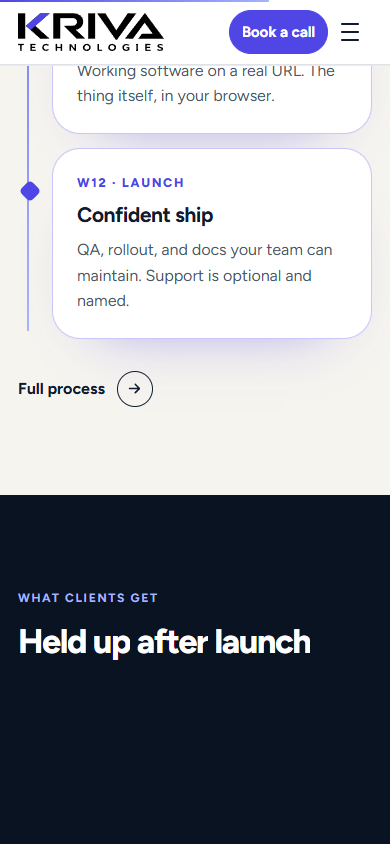 KRIVA
TECHNOLOGIES
Book a call
Working software on a real URL. The
thing itself, in your browser.
W12 · LAUNCH
Confident ship
QA, rollout, and docs your team can
maintain. Support is optional and
named.
Full process
WHAT CLIENTS GET
Held up after launch